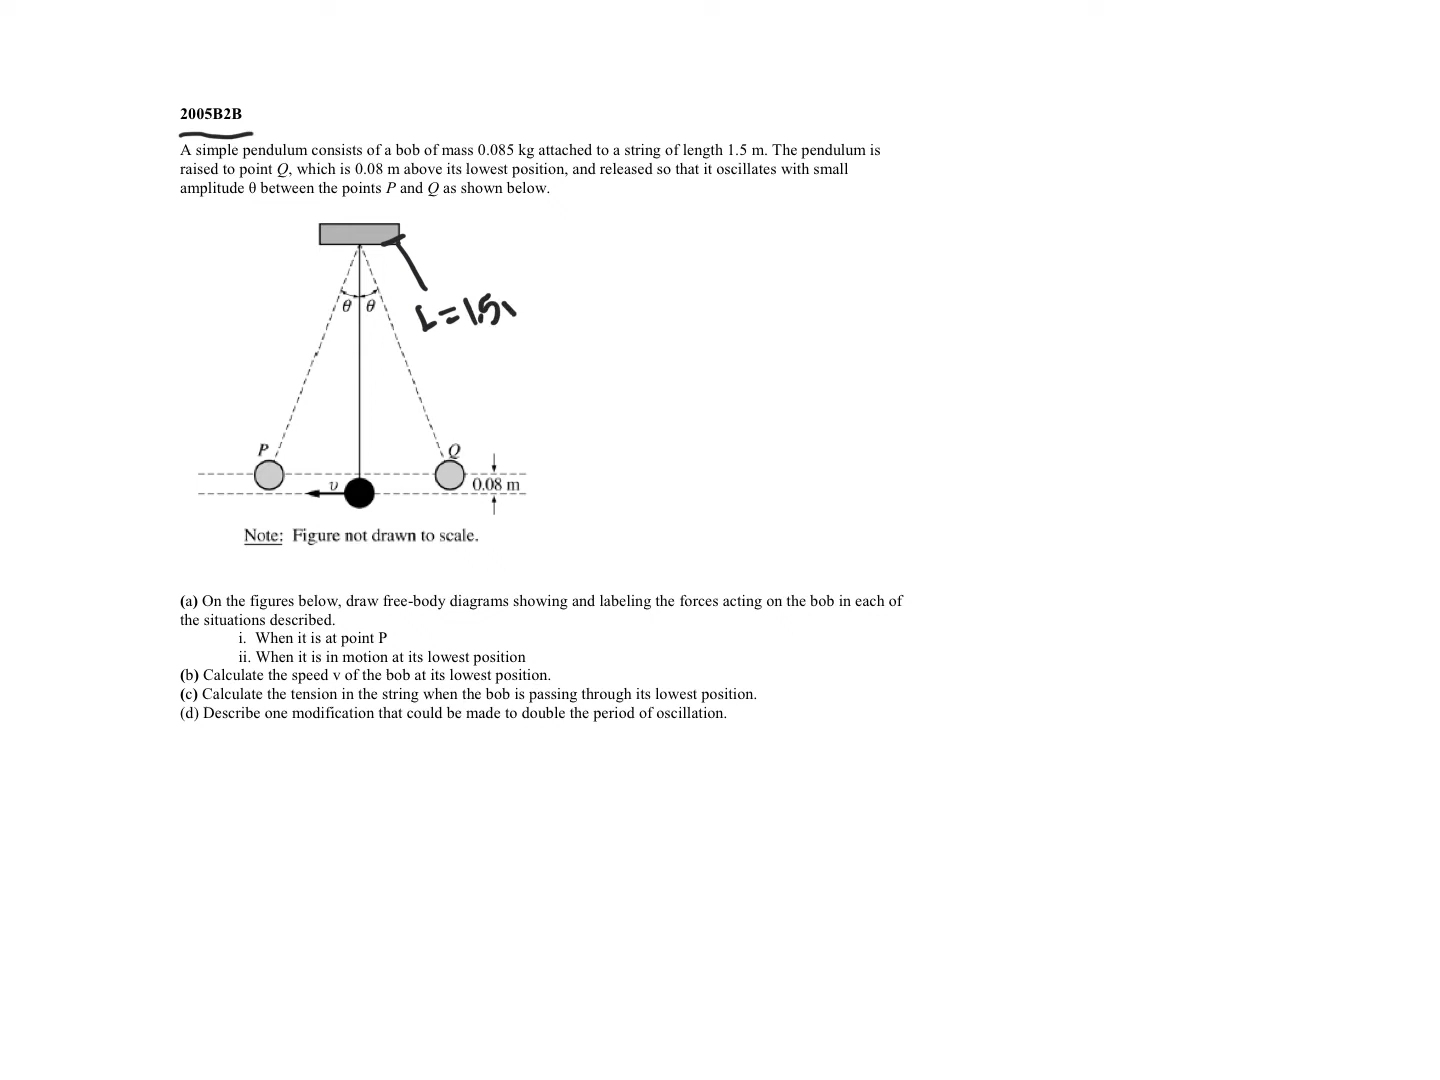 2005B2B
A simple pendulum consists of a bob of mass 0.085 kg attached to a string of length 1.5 m. The pendulum is
raised to point Q, which is 0.08 m above its lowest position, and released so that it oscillates with small
amplitude θ between the points P and Q as shown below.
θ θ
L=1.5
P
Q
υ
0.08 m
Note: Figure not drawn to scale.
(a) On the figures below, draw free-body diagrams showing and labeling the forces acting on the bob in each of
the situations described.
i. When it is at point P
ii. When it is in motion at its lowest position
(b) Calculate the speed v of the bob at its lowest position.
(c) Calculate the tension in the string when the bob is passing through its lowest position.
(d) Describe one modification that could be made to double the period of oscillation.